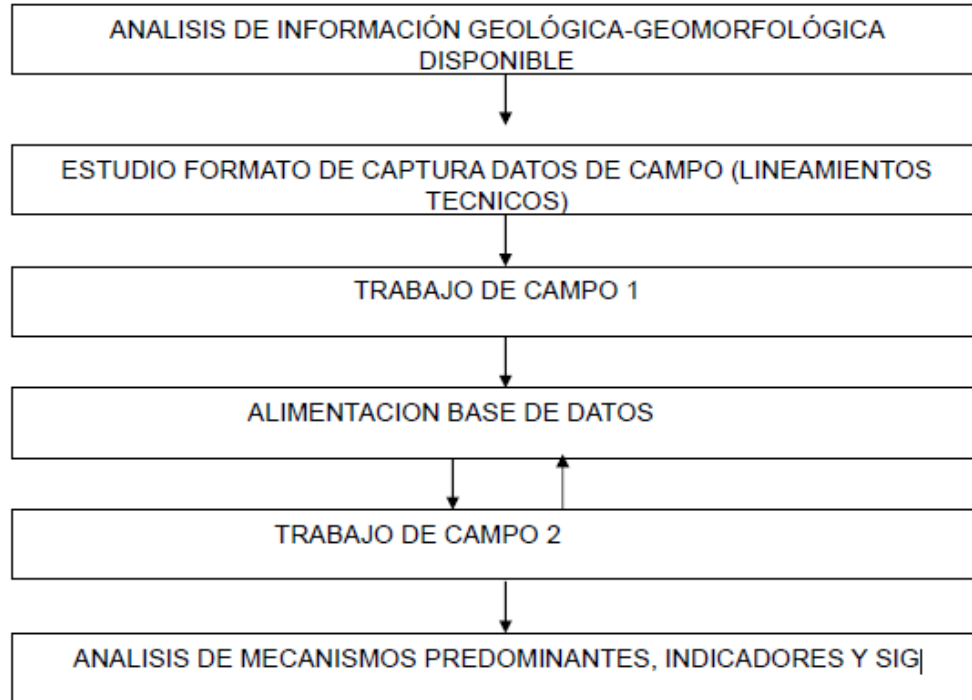 ANALISIS DE INFORMACIÓN GEOLÓGICA-GEOMORFOLÓGICA
DISPONIBLE
ESTUDIO FORMATO DE CAPTURA DATOS DE CAMPO (LINEAMIENTOS
TECNICOS)
TRABAJO DE CAMPO 1
ALIMENTACION BASE DE DATOS
TRABAJO DE CAMPO 2
ANALISIS DE MECANISMOS PREDOMINANTES, INDICADORES Y SIG